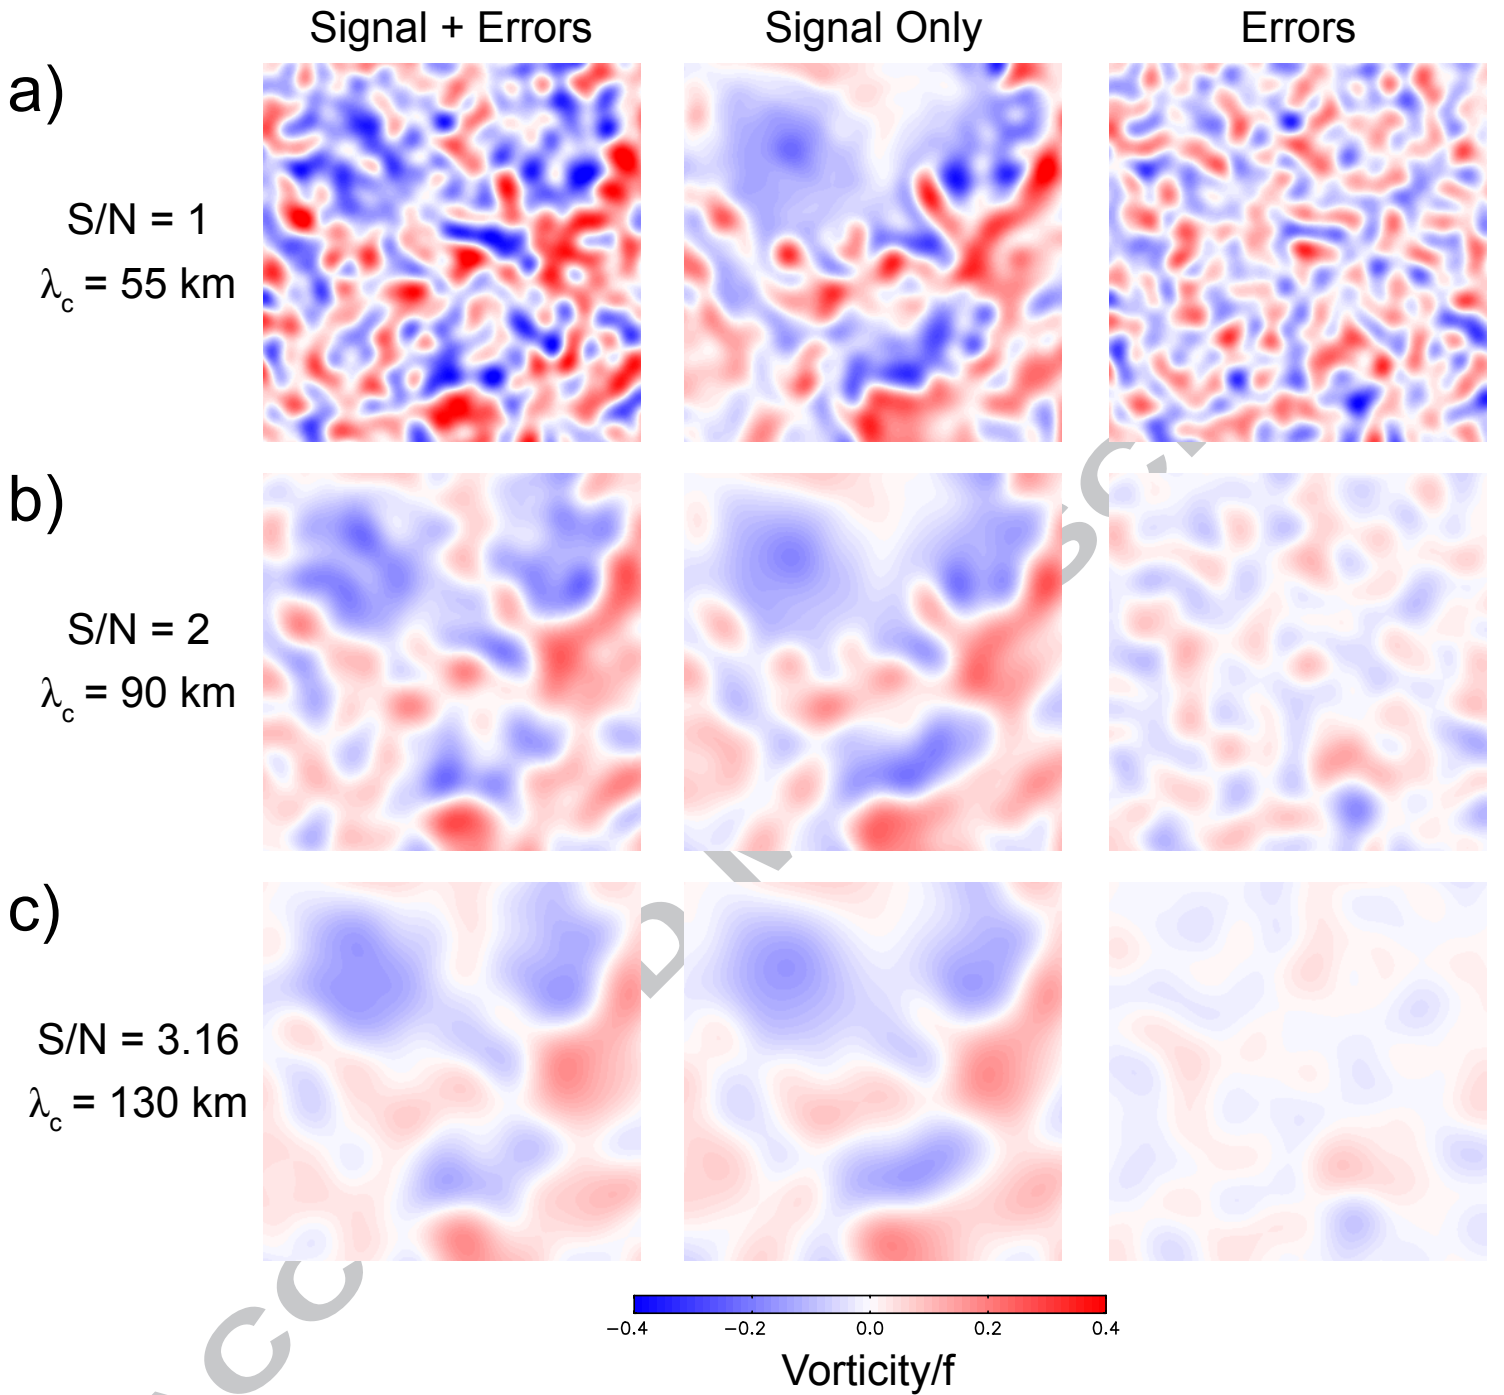 Signal + Errors
Signal Only
Errors
a)
S/N = 1
λc = 55 km
b)
S/N = 2
λc = 90 km
c)
S/N = 3.16
λc = 130 km
−0.4 −0.2 0.0 0.2 0.4
Vorticity/f